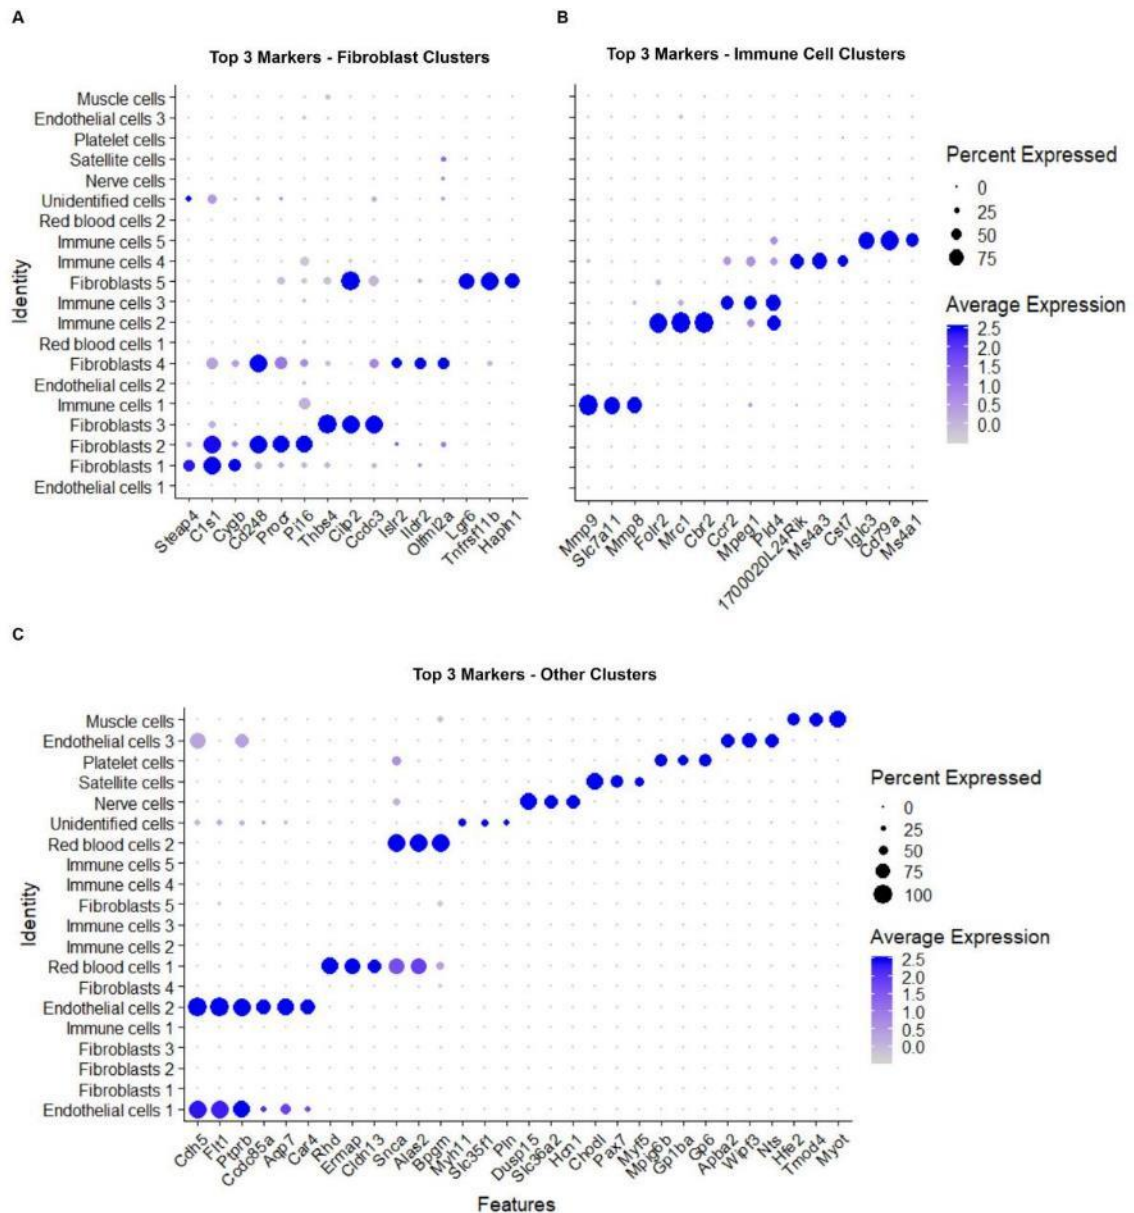 A
B
Top 3 Markers - Fibroblast Clusters
Top 3 Markers - Immune Cell Clusters
Identity
Muscle cells
Endothelial cells 3
Platelet cells
Satellite cells
Nerve cells
Unidentified cells
Red blood cells 2
Immune cells 5
Immune cells 4
Fibroblasts 5
Immune cells 3
Immune cells 2
Red blood cells 1
Fibroblasts 4
Endothelial cells 2
Immune cells 1
Fibroblasts 3
Fibroblasts 2
Fibroblasts 1
Endothelial cells 1
Steap4
C1s1
Cygb
Cd248
Pi16
Thbs4
Cilp2
Ccdc3
Islr2
Ildr2
Olfml2a
Lgr6
Tnfrsf11b
Hapln1
Mmp9
Slc7a11
Mmp8
Folr2
Mrc1
Cbr2
Ccr2
Mpeg1
Pld4
1700020L24Rik
Ms4a3
Cst7
Iglc3
Cd79a
Ms4a1
Percent Expressed
0
25
50
75
Average Expression
2.5
2.0
1.5
1.0
0.5
0.0
C
Top 3 Markers - Other Clusters
Identity
Muscle cells
Endothelial cells 3
Platelet cells
Satellite cells
Nerve cells
Unidentified cells
Red blood cells 2
Immune cells 5
Immune cells 4
Fibroblasts 5
Immune cells 3
Immune cells 2
Red blood cells 1
Fibroblasts 4
Endothelial cells 2
Immune cells 1
Fibroblasts 3
Fibroblasts 2
Fibroblasts 1
Endothelial cells 1
Cdh5
Flt1
Ptprb
Ccdc85a
Aqp7
Car4
Rhd
Ermap
Cldn13
Snca
Alas2
Bpgm
Myh11
Slc35f1
Pln
Dusp15
Slc36a2
Hcn1
Chodl
Pax7
Myf5
Mpig6b
Gp1ba
Gp6
Apba2
Wipf3
Nts
Hfe2
Tmod4
Myot
Features
Percent Expressed
0
25
50
75
100
Average Expression
2.5
2.0
1.5
1.0
0.5
0.0